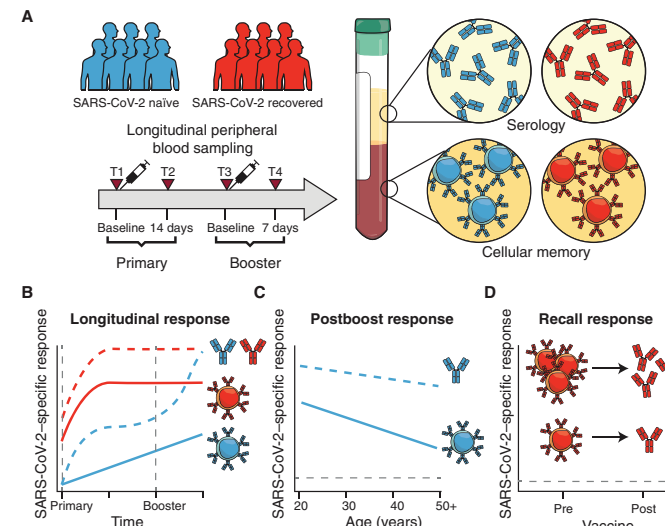 A
SARS-CoV-2 naïve
SARS-CoV-2 recovered
Longitudinal peripheral
blood sampling
T1
T2
T3
T4
Baseline 14 days
Baseline 7 days
Primary
Booster
Serology
Cellular memory
B
Longitudinal response
SARS-CoV-2–specific response
Primary
Booster
Time
C
Postboost response
SARS-CoV-2–specific response
20 30 40 50+
Age (years)
D
Recall response
SARS-CoV-2–specific response
Pre
Post
Vaccine